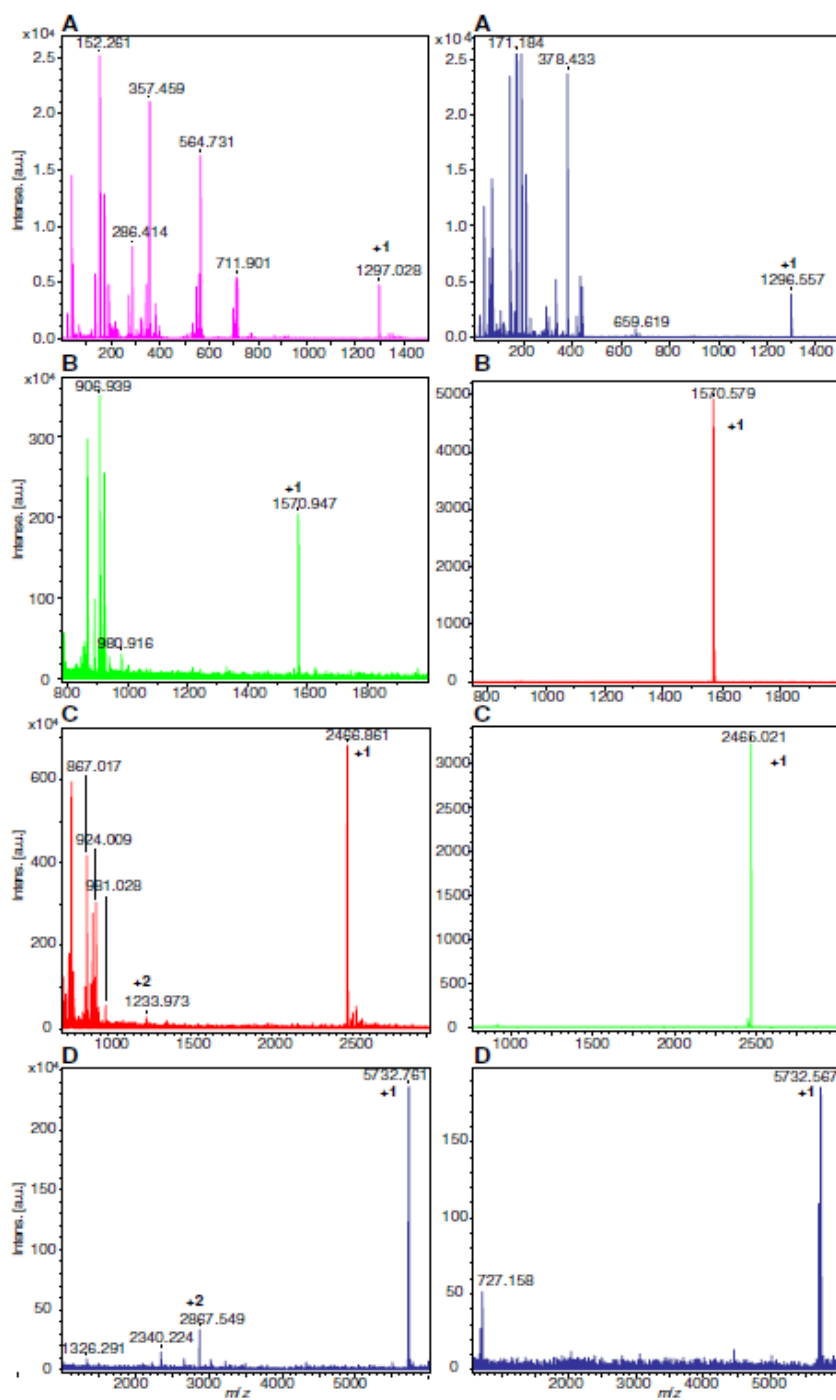 A
x10⁴
152.261
2.5
357.459
2.0
564.731
1.5
286.414
1.0
711.901
+1
1297.028
0.5
0.0
Intense. [a.u.]
200 400 600 800 1000 1200 1400
A
x10 4
171.184
378.433
2.5
2.0
1.5
1.0
+1
1296.557
0.5
659.619
0.0
200 400 600 800 1000 1200 1400
B
x10⁴
906.939
300
+1
1570.947
200
100
980.916
0
Intens. [a.u.]
800 1000 1200 1400 1600 1800
B
1570.579
5000
+1
4000
3000
2000
1000
0
800 1000 1200 1400 1600 1800
C
x10⁴
2466.861
+1
867.017
600
924.009
400
981.028
200
+2
1233.973
0
Intens. [a.u.]
1000 1500 2000 2500
C
2465.021
+1
3000
2500
2000
1500
1000
500
0
1000 1500 2000 2500
D
x10⁴
5732.761
+1
200
150
100
50
+2
2867.549
2340.224
1326.291
0
Intens. [a.u.]
2000 3000 4000 5000
m/z
D
5732.567
+1
150
100
50
727.158
0
1000 2000 3000 4000 5000
m/z